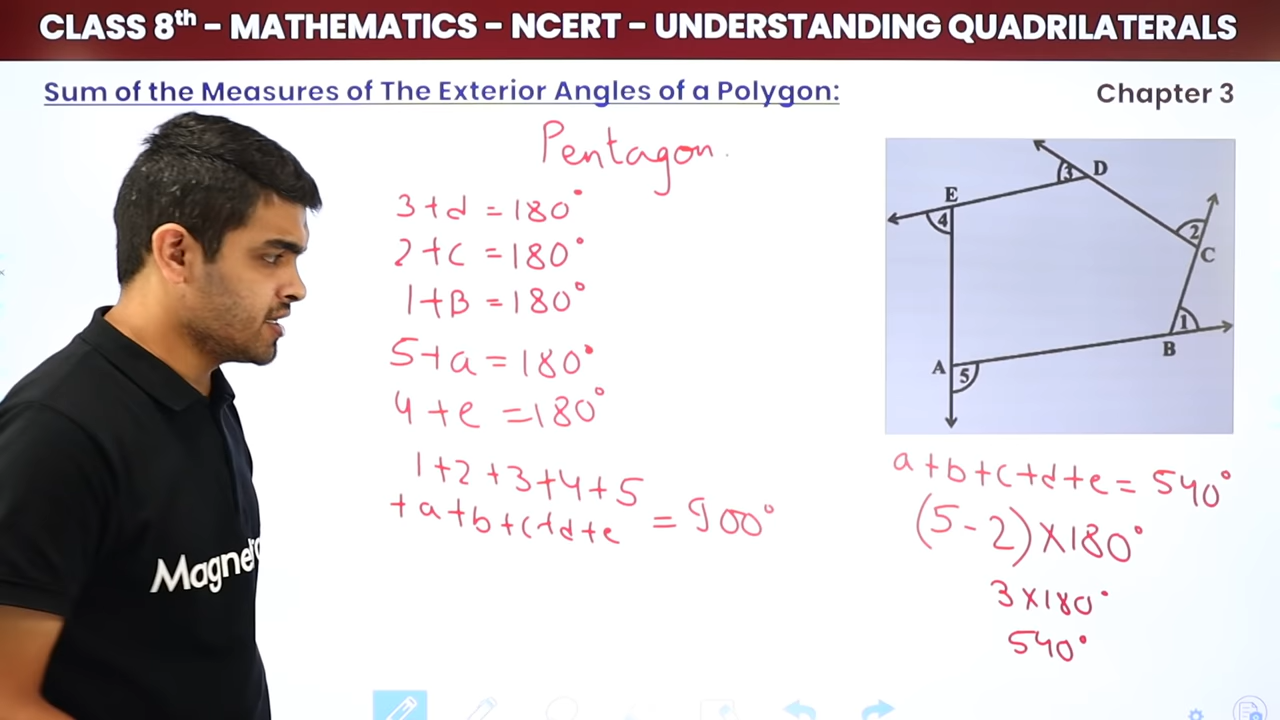 CLASS 8th – MATHEMATICS – NCERT – UNDERSTANDING QUADRILATERALS
Sum of the Measures of The Exterior Angles of a Polygon:
Chapter 3
Pentagon.
3+d = 180°
2+c = 180°
1+B = 180°
5+a = 180°
4+e = 180°
1+2+3+4+5
+a+b+c+d+e = 900°
D
3
E
4
2
C
1
B
A
5
a+b+c+d+e = 540°
(5-2)×180°
3×180°
540°